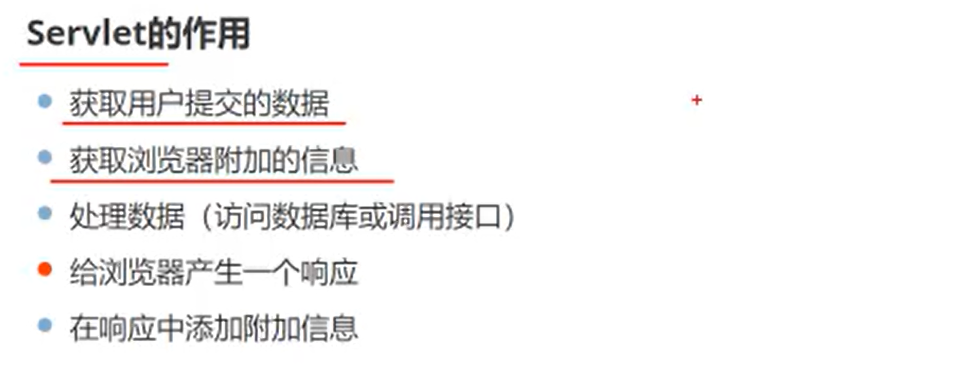 Servlet的作用
获取用户提交的数据
获取浏览器附加的信息
处理数据（访问数据库或调用接口）
给浏览器产生一个响应
在响应中添加附加信息